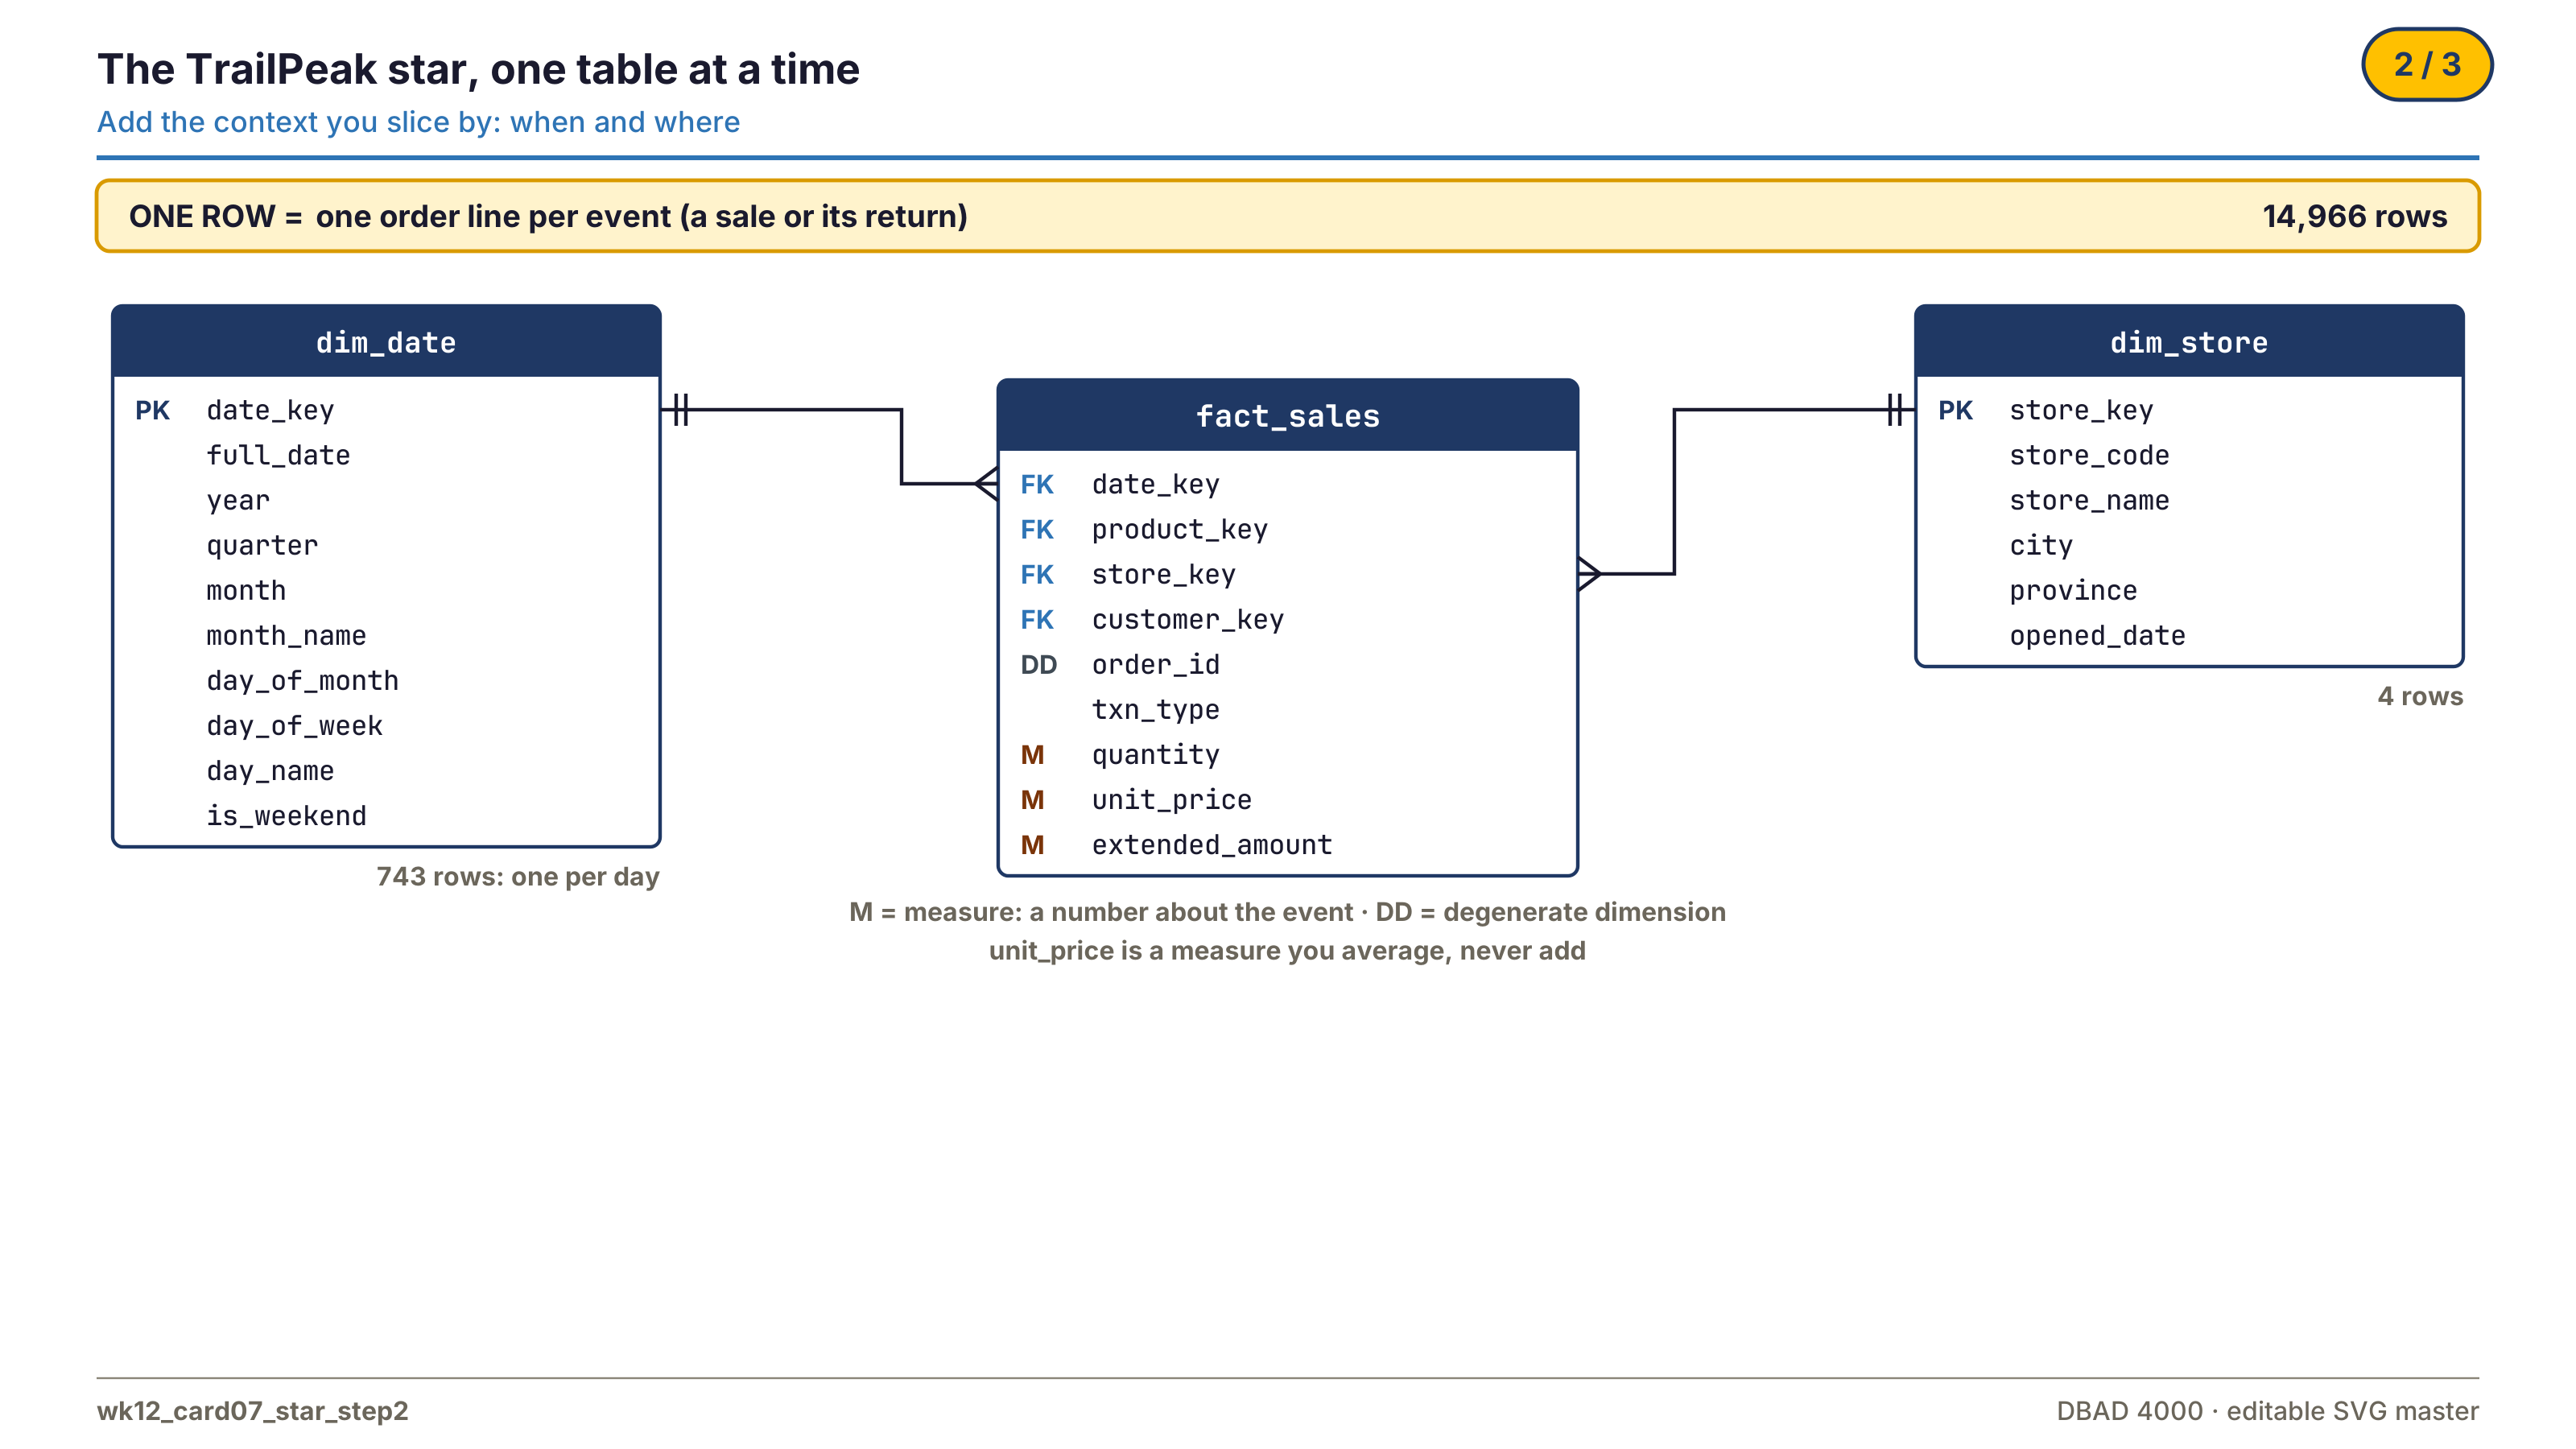 The TrailPeak star, one table at a time
2 / 3
Add the context you slice by: when and where
ONE ROW = one order line per event (a sale or its return)
14,966 rows
dim_date
PK date_key
full_date
year
quarter
month
month_name
day_of_month
day_of_week
day_name
is_weekend
743 rows: one per day
fact_sales
FK date_key
FK product_key
FK store_key
FK customer_key
DD order_id
txn_type
M quantity
M unit_price
M extended_amount
M = measure: a number about the event · DD = degenerate dimension
unit_price is a measure you average, never add
dim_store
PK store_key
store_code
store_name
city
province
opened_date
4 rows
wk12_card07_star_step2
DBAD 4000 · editable SVG master